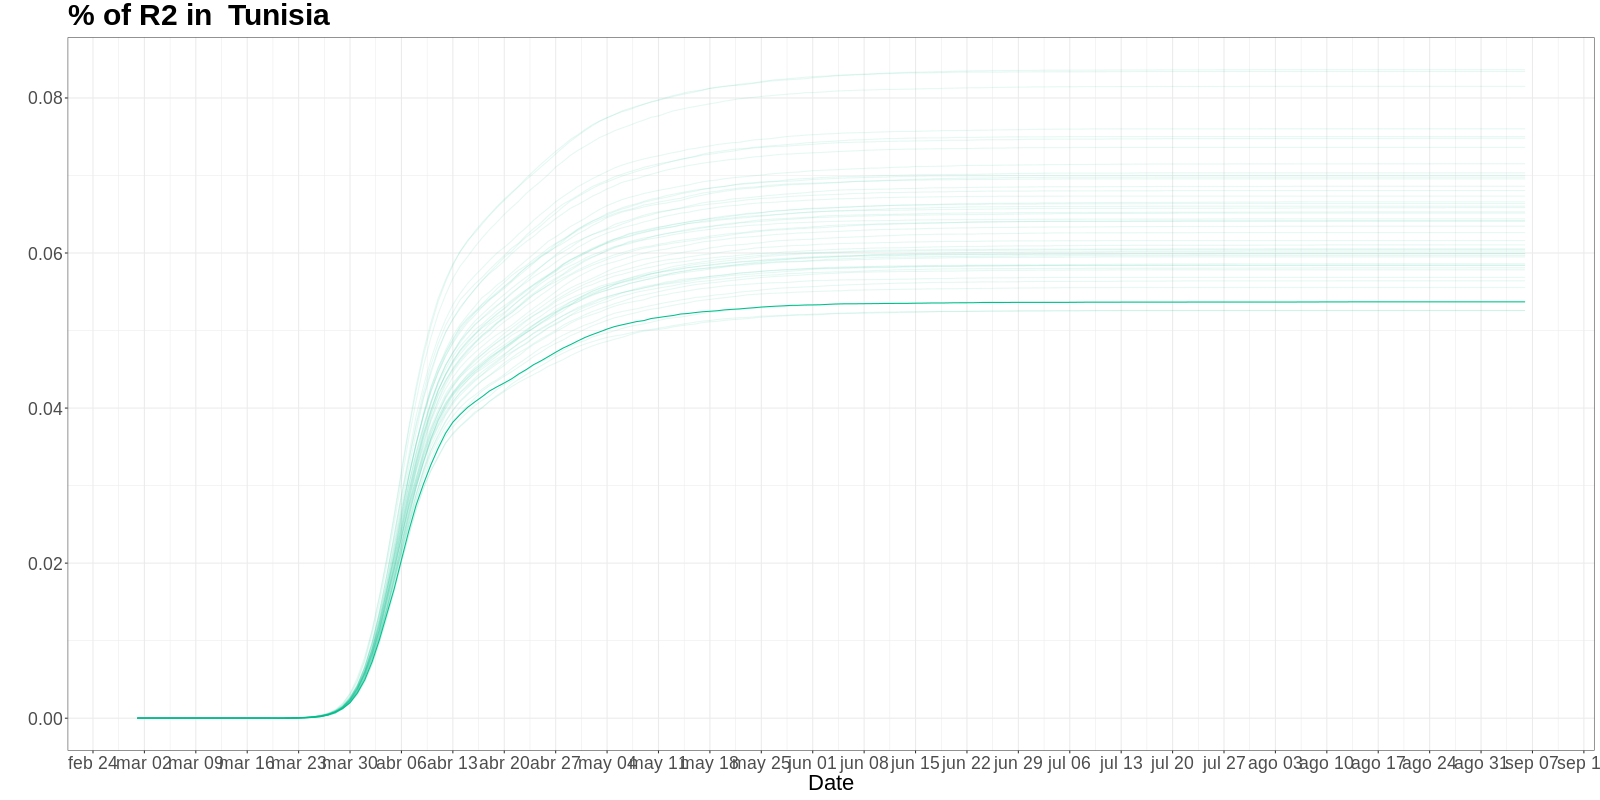 % of R2 in  Tunisia
0.08
0.06
0.04
0.02
0.00
feb 24 mar 02 mar 09 mar 16 mar 23 mar 30 abr 06 abr 13 abr 20 abr 27 may 04 may 11 may 18 may 25 jun 01 jun 08 jun 15 jun 22 jun 29 jul 06 jul 13 jul 20 jul 27 ago 03 ago 10 ago 17 ago 24 ago 31 sep 07 sep 1
Date